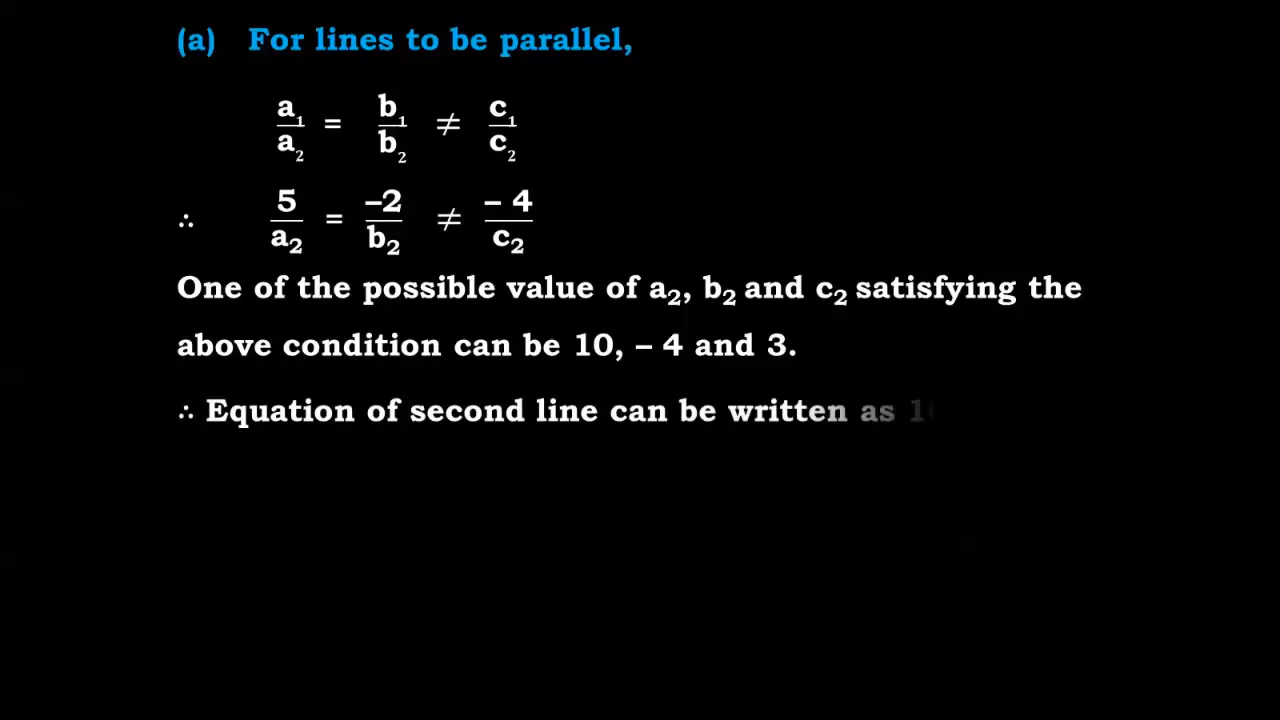 (a) For lines to be parallel,
a₁/a₂ = b₁/b₂ ≠ c₁/c₂
∴ 5/a₂ = –2/b₂ ≠ – 4/c₂
One of the possible value of a₂, b₂ and c₂ satisfying the
above condition can be 10, – 4 and 3.
∴ Equation of second line can be written as